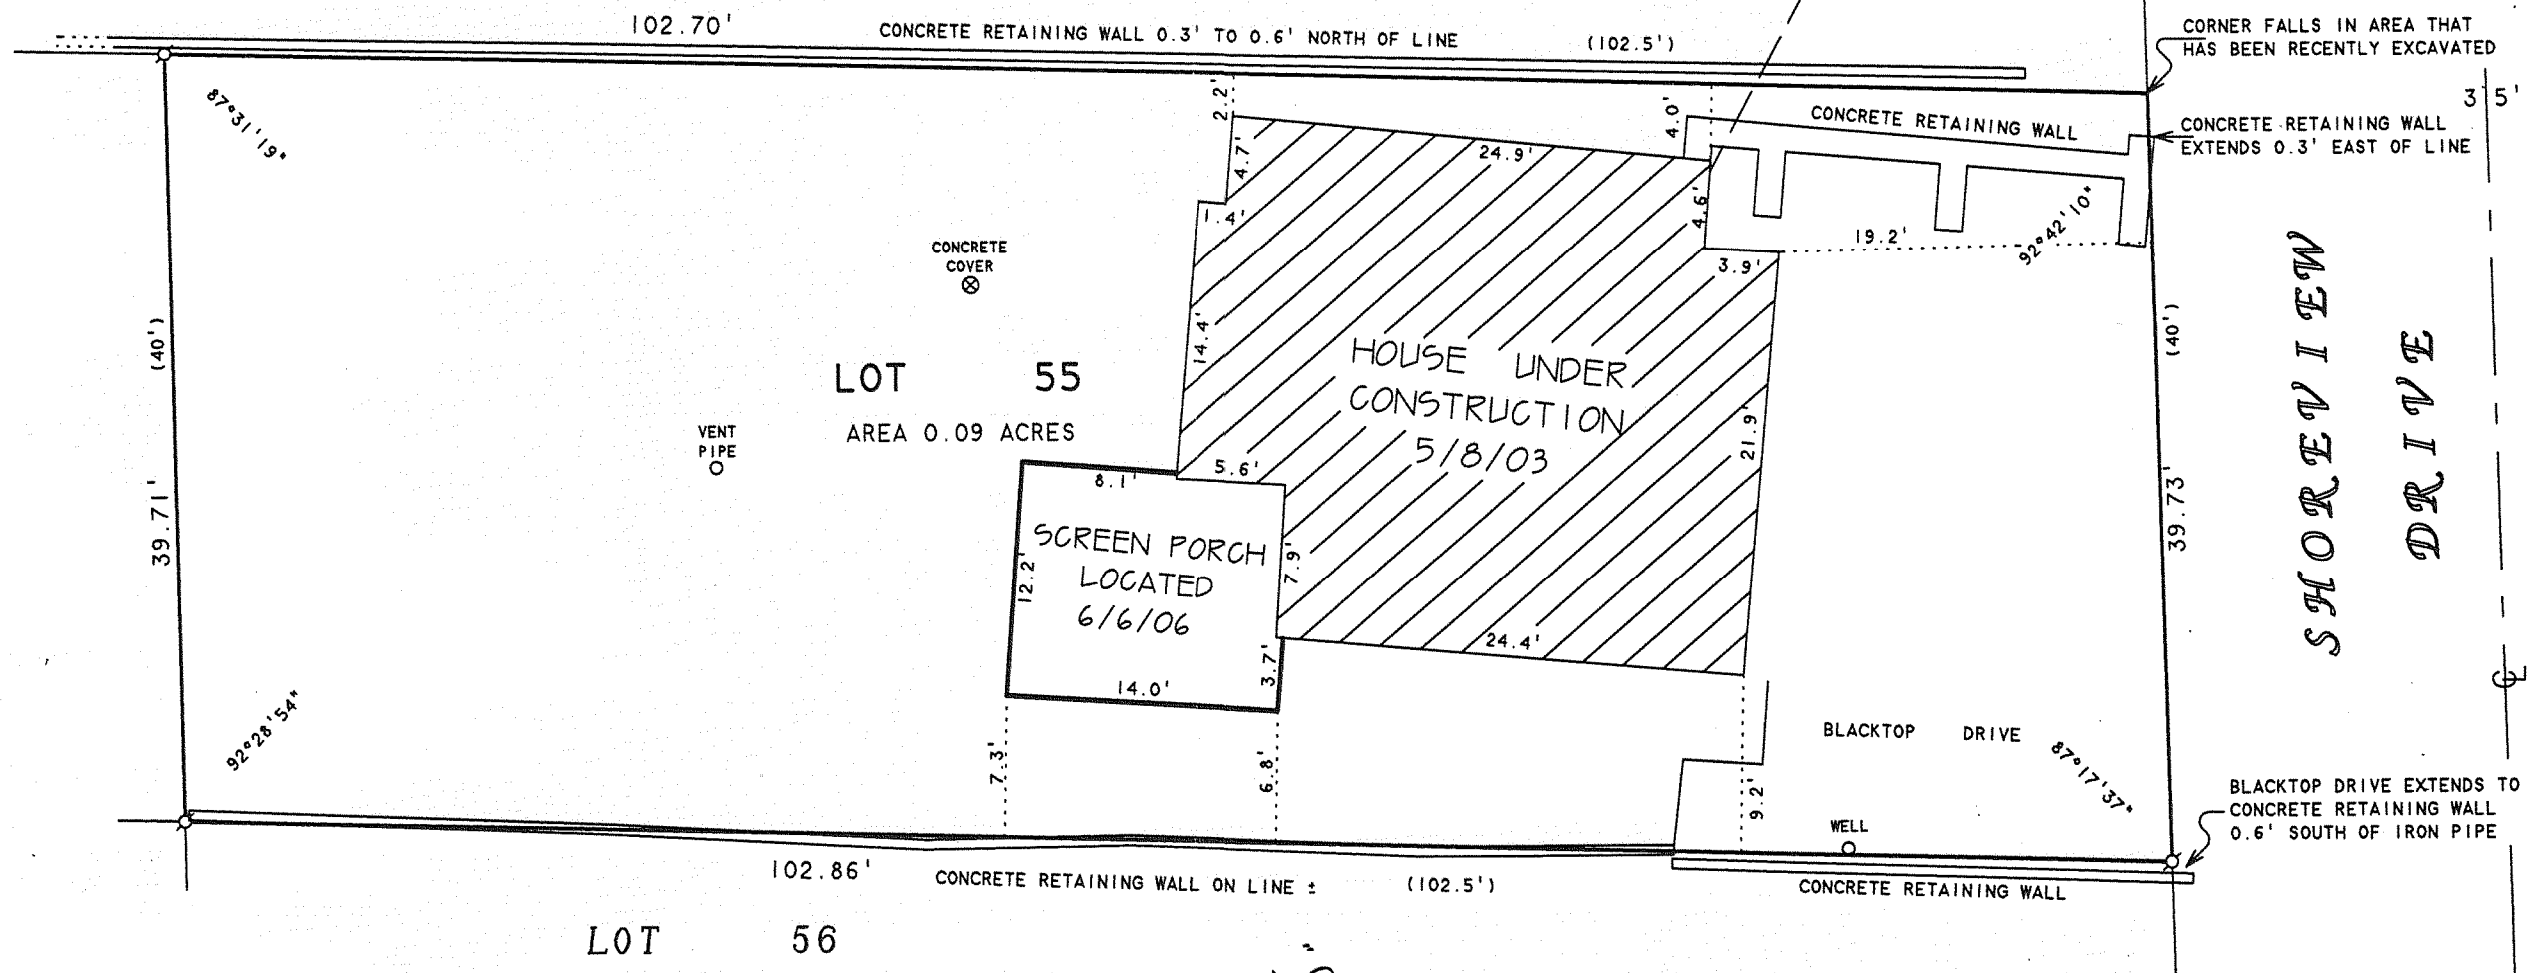 102.70'
CONCRETE RETAINING WALL 0.3' TO 0.6' NORTH OF LINE
(102.5')
CORNER FALLS IN AREA THAT
HAS BEEN RECENTLY EXCAVATED
87°31'19"
2.2'
4.0'
CONCRETE RETAINING WALL
3 5'
CONCRETE RETAINING WALL
EXTENDS 0.3' EAST OF LINE
4.7'
24.9'
1.4'
4.6'
19.2'
92°42'10"
3.9'
CONCRETE
COVER
(40')
14.4'
(40')
LOT 55
AREA 0.09 ACRES
HOUSE UNDER
CONSTRUCTION
5/8/03
21.9'
SHOREVIEW
DRIVE
VENT
PIPE
39.71'
8.1'
5.6'
39.73'
SCREEN PORCH
LOCATED
6/6/06
12.2'
7.9'
24.4'
3.7'
14.0'
92°28'54"
7.3'
6.8'
9.2'
BLACKTOP DRIVE
87°17'37"
WELL
BLACKTOP DRIVE EXTENDS TO
CONCRETE RETAINING WALL
0.6' SOUTH OF IRON PIPE
102.86'
CONCRETE RETAINING WALL ON LINE ±
(102.5')
CONCRETE RETAINING WALL
LOT 56